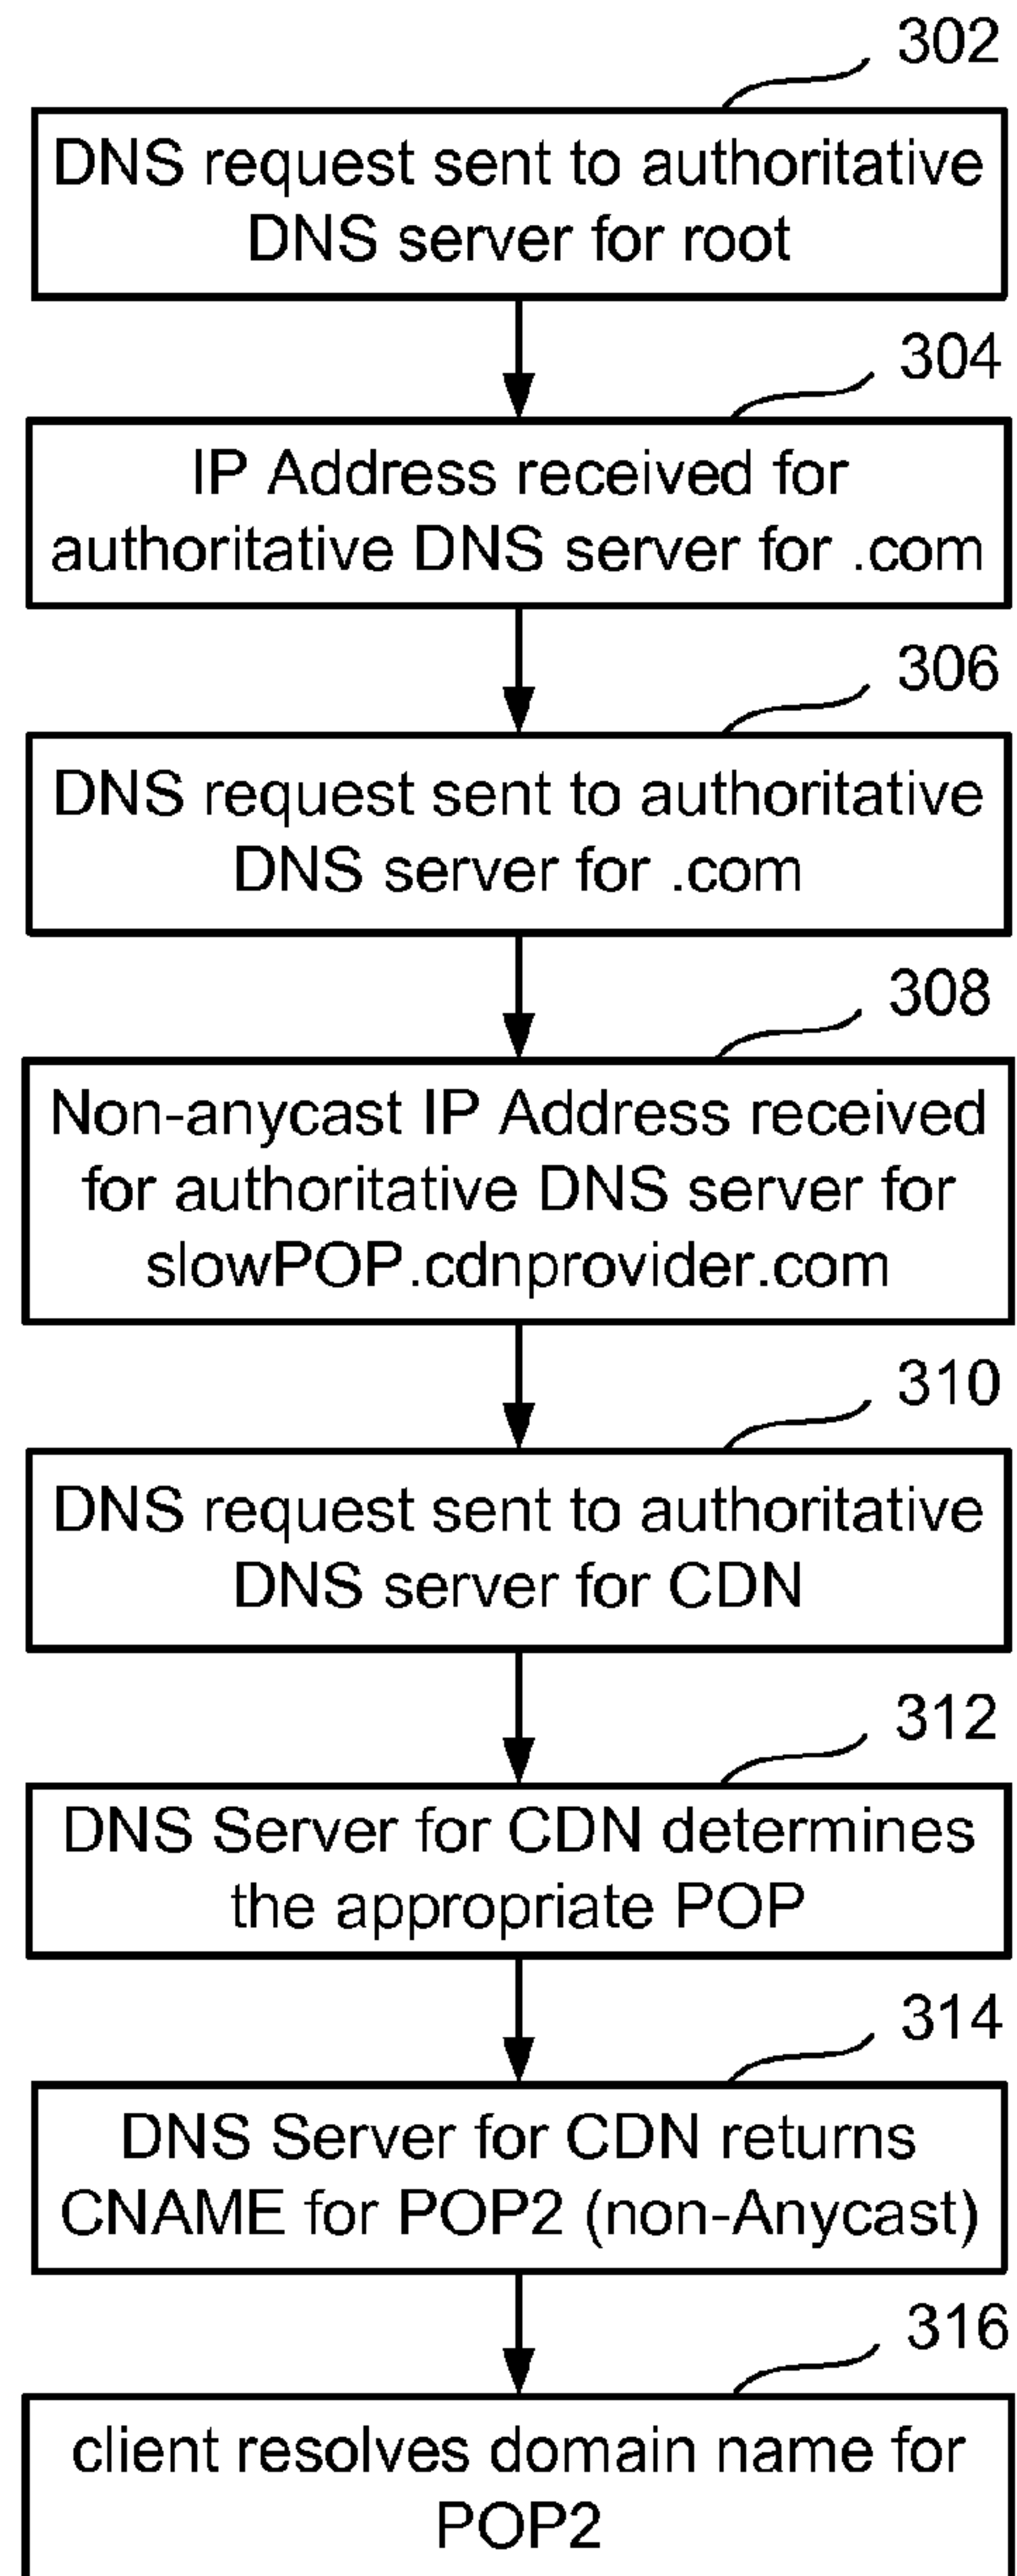 302
DNS request sent to authoritative
DNS server for root
304
IP Address received for
authoritative DNS server for .com
306
DNS request sent to authoritative
DNS server for .com
308
Non-anycast IP Address received
for authoritative DNS server for
slowPOP.cdnprovider.com
310
DNS request sent to authoritative
DNS server for CDN
312
DNS Server for CDN determines
the appropriate POP
314
DNS Server for CDN returns
CNAME for POP2 (non-Anycast)
316
client resolves domain name for
POP2